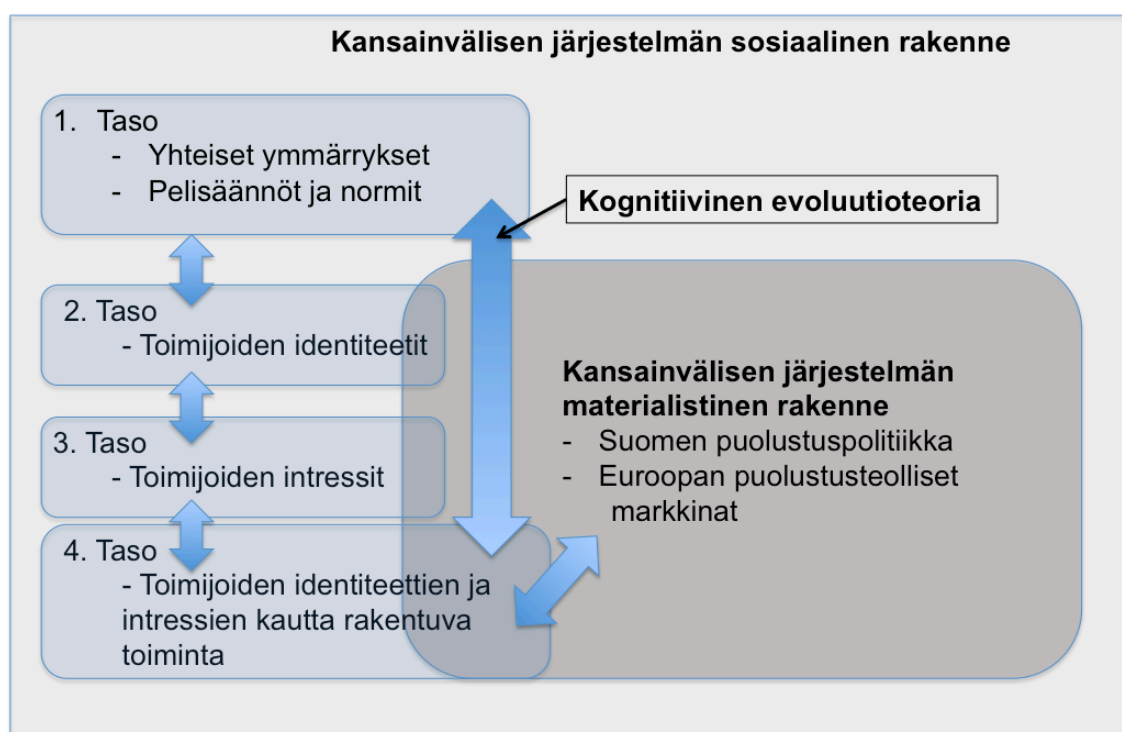 Kansainvälisen järjestelmän sosiaalinen rakenne
1. Taso
- Yhteiset ymmärrykset
- Pelisäännöt ja normit
Kognitiivinen evoluutioteoria
2. Taso
- Toimijoiden identiteetit
3. Taso
- Toimijoiden intressit
4. Taso
- Toimijoiden identiteettien ja
intressien kautta rakentuva
toiminta
Kansainvälisen järjestelmän
materialistinen rakenne
- Suomen puolustuspolitiikka
- Euroopan puolustusteolliset
markkinat